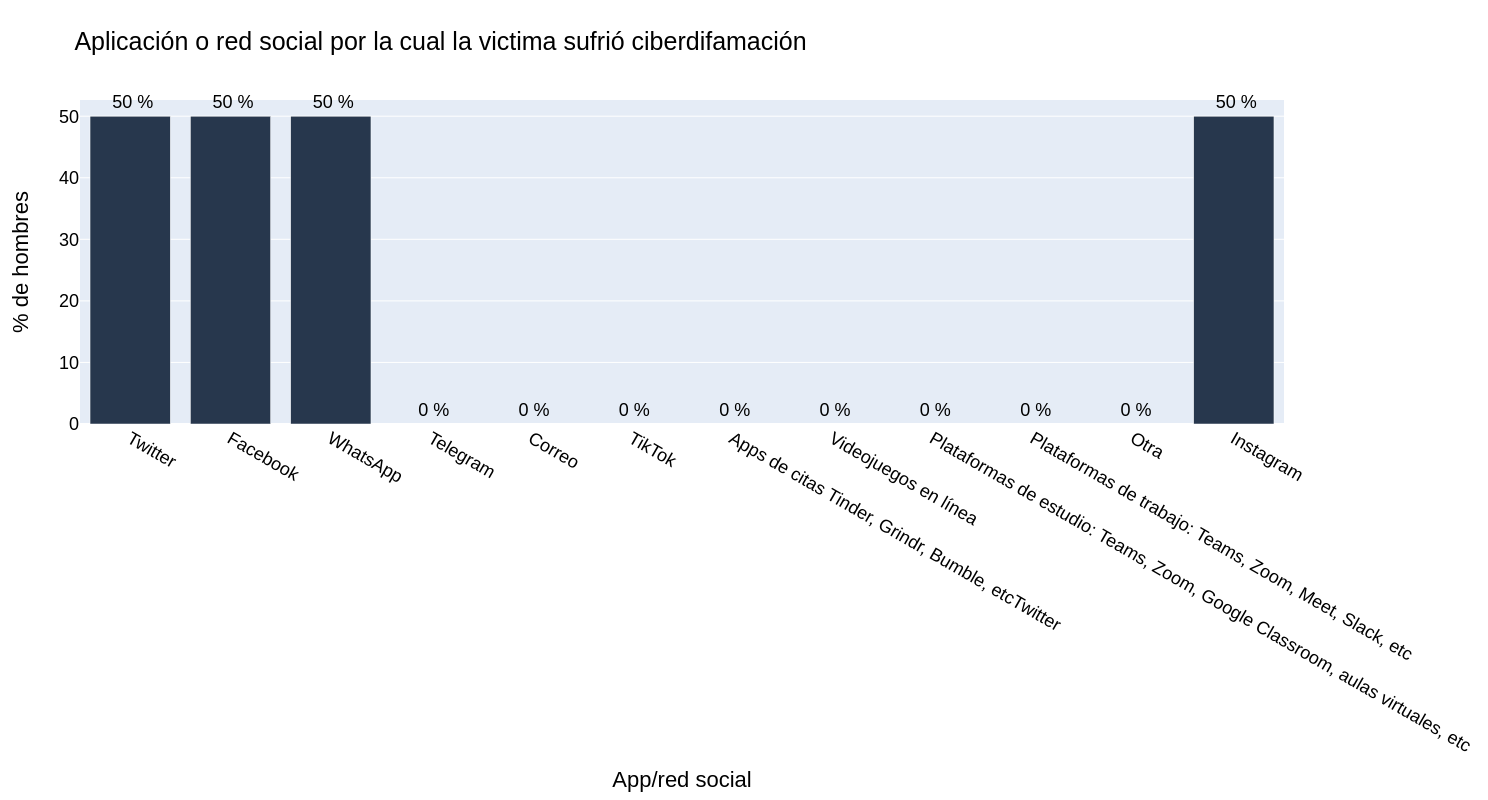 Aplicación o red social por la cual la victima sufrió ciberdifamación
50 %
50 %
50 %
50 %
50
40
30
20
10
0
% de hombres
0 %
0 %
0 %
0 %
0 %
0 %
0 %
0 %
Twitter
Facebook
WhatsApp
Telegram
Correo
TikTok
Apps de citas Tinder, Grindr, Bumble, etcTwitter
Videojuegos en línea
Plataformas de estudio: Teams, Zoom, Google Classroom, aulas virtuales, etc
Plataformas de trabajo: Teams, Zoom, Meet, Slack, etc
Otra
Instagram
App/red social